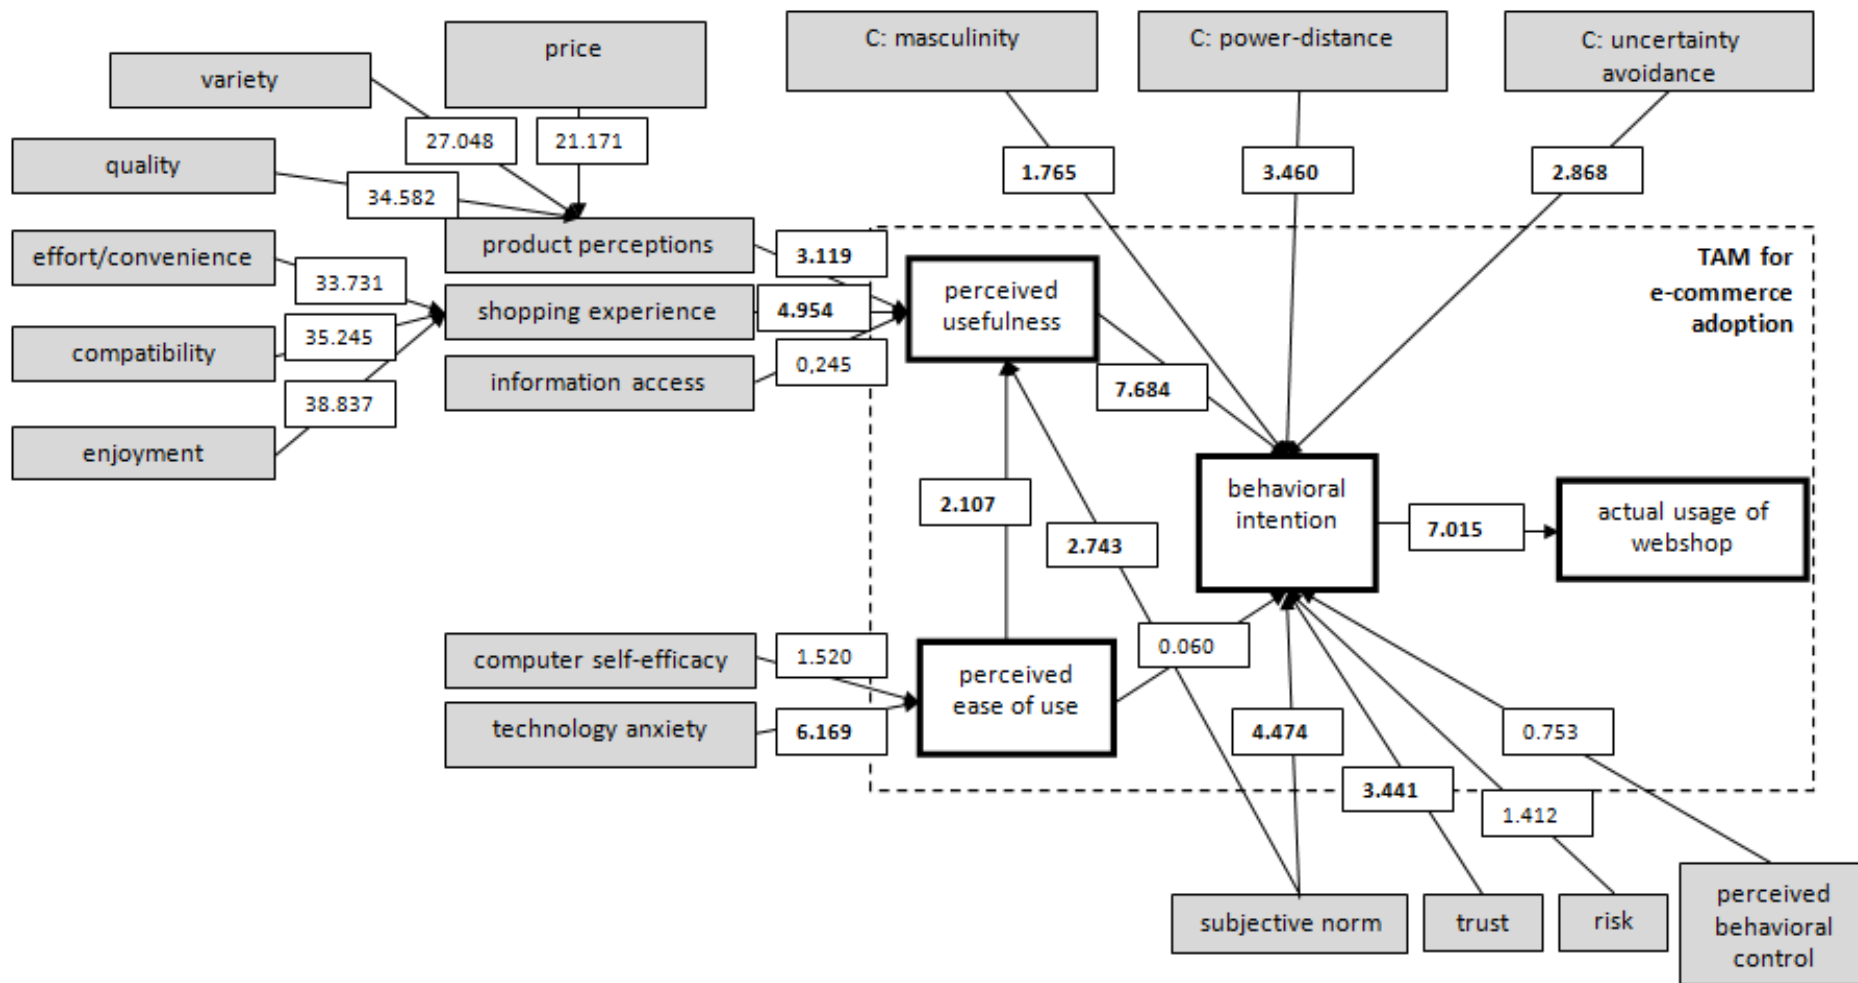 price
C: masculinity
C: power-distance
C: uncertainty
avoidance
variety
27.048
21.171
quality
34.582
1.765
3.460
2.868
effort/convenience
33.731
product perceptions
3.119
TAM for
e-commerce
adoption
perceived
usefulness
shopping experience
4.954
compatibility
35.245
information access
0,245
38.837
enjoyment
7.684
behavioral
intention
2.107
2.743
7.015
actual usage of
webshop
computer self-efficacy
1.520
0.060
perceived
ease of use
technology anxiety
6.169
4.474
0.753
3.441
1.412
subjective norm
trust
risk
perceived
behavioral
control